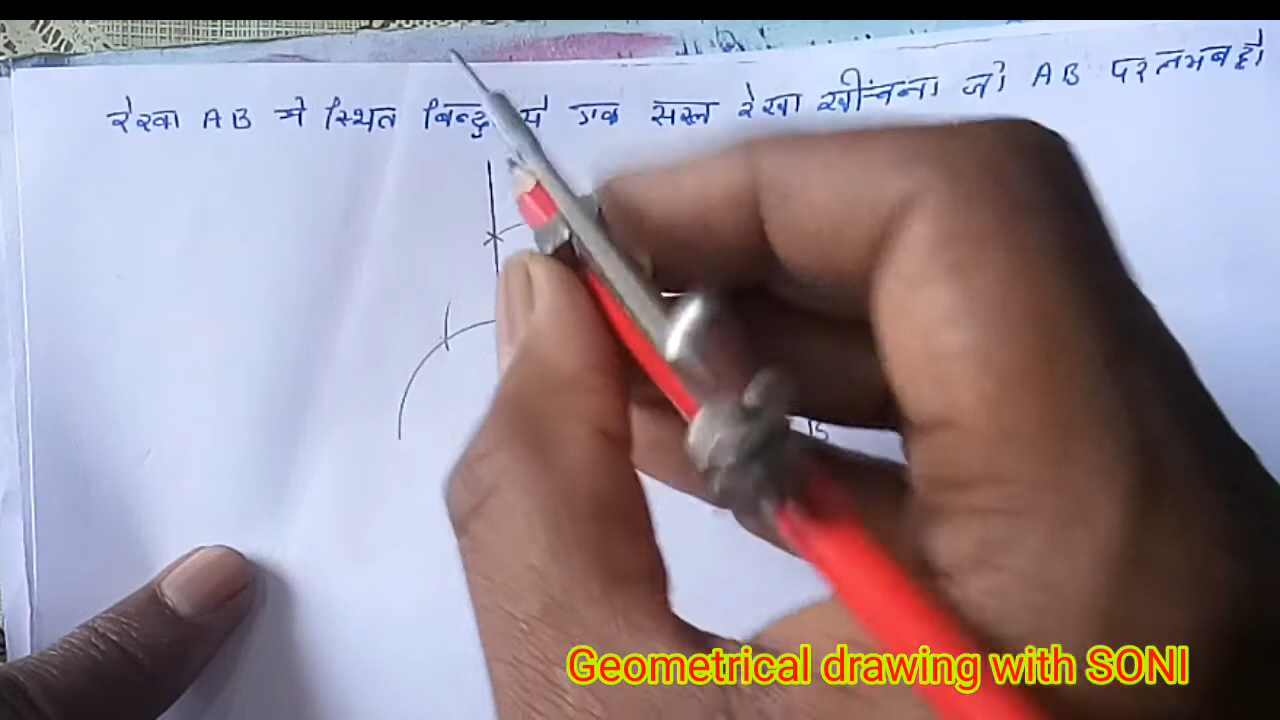 रेखा AB मे स्थित बिन्दु से एक सरल रेखा खींचना जो AB पर लम्ब हो।
B
Geometrical drawing with SONI